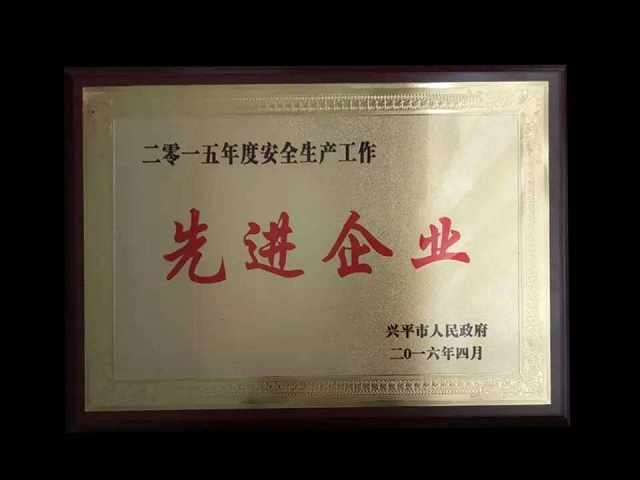 二零一五年度安全生产工作
先进企业
兴平市人民政府
二〇一六年四月